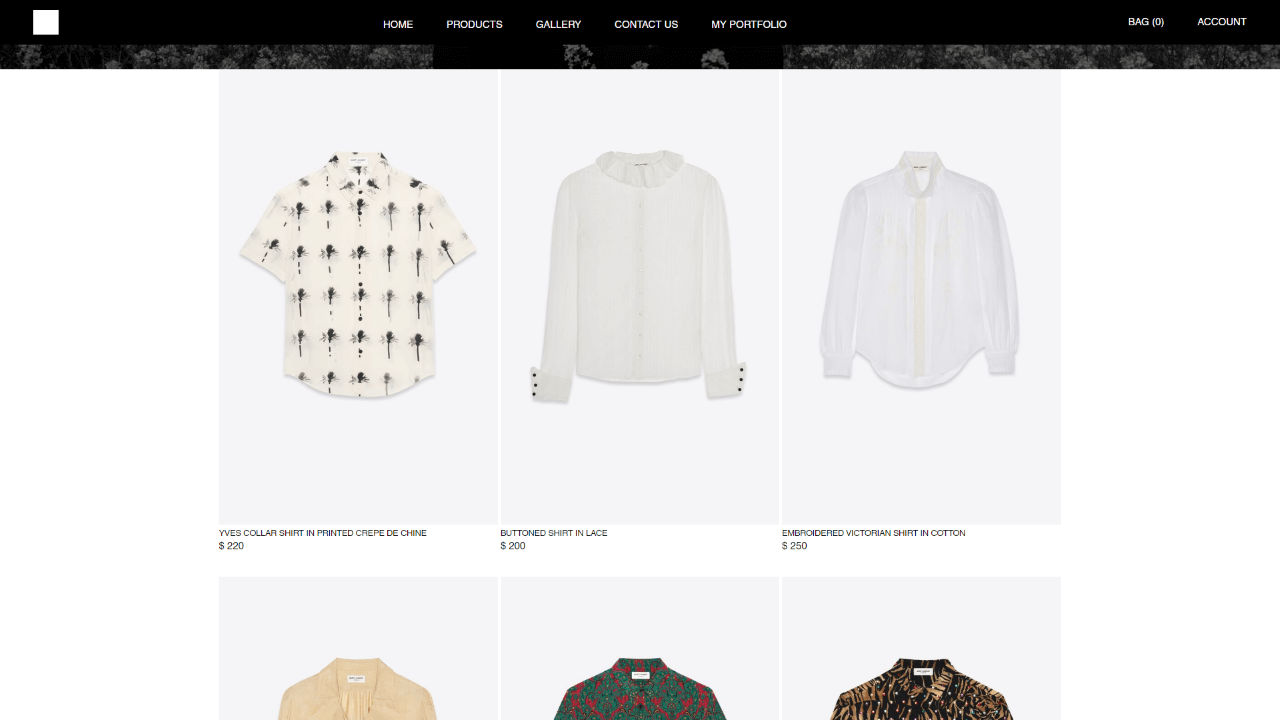 HOME
PRODUCTS
GALLERY
CONTACT US
MY PORTFOLIO
BAG (0)
ACCOUNT
YVES COLLAR SHIRT IN PRINTED CREPE DE CHINE
$ 220
BUTTONED SHIRT IN LACE
$ 200
EMBROIDERED VICTORIAN SHIRT IN COTTON
$ 250